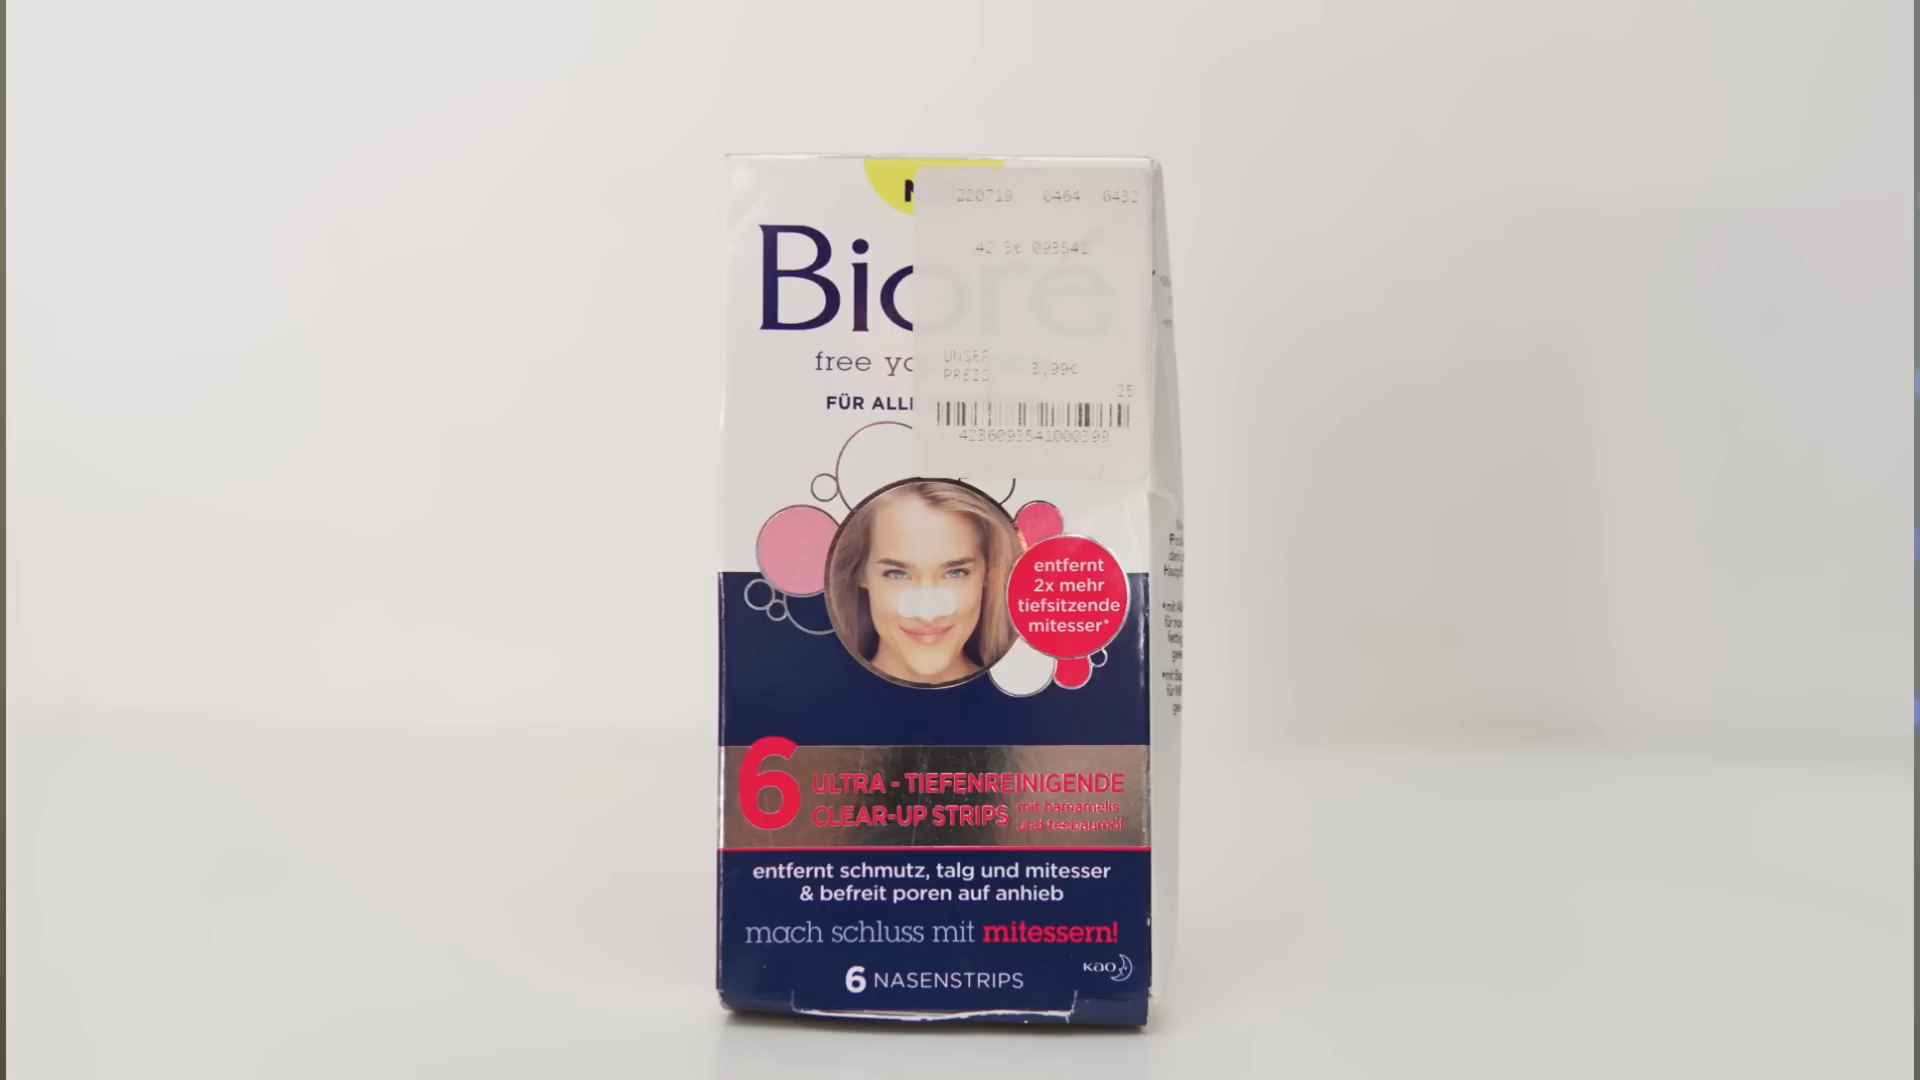 220719 0464 6432
42 36 093541
Bioré
free yo
UNSER
PREIS 3,99€
25
FÜR ALLE
4236093541000399
entfernt
2x mehr
tiefsitzende
mitesser*
6 ULTRA - TIEFENREINIGENDE
CLEAR-UP STRIPS mit hamamelis
und teebaumöl
entfernt schmutz, talg und mitesser
& befreit poren auf anhieb
mach schluss mit mitessern!
6 NASENSTRIPS
Kao